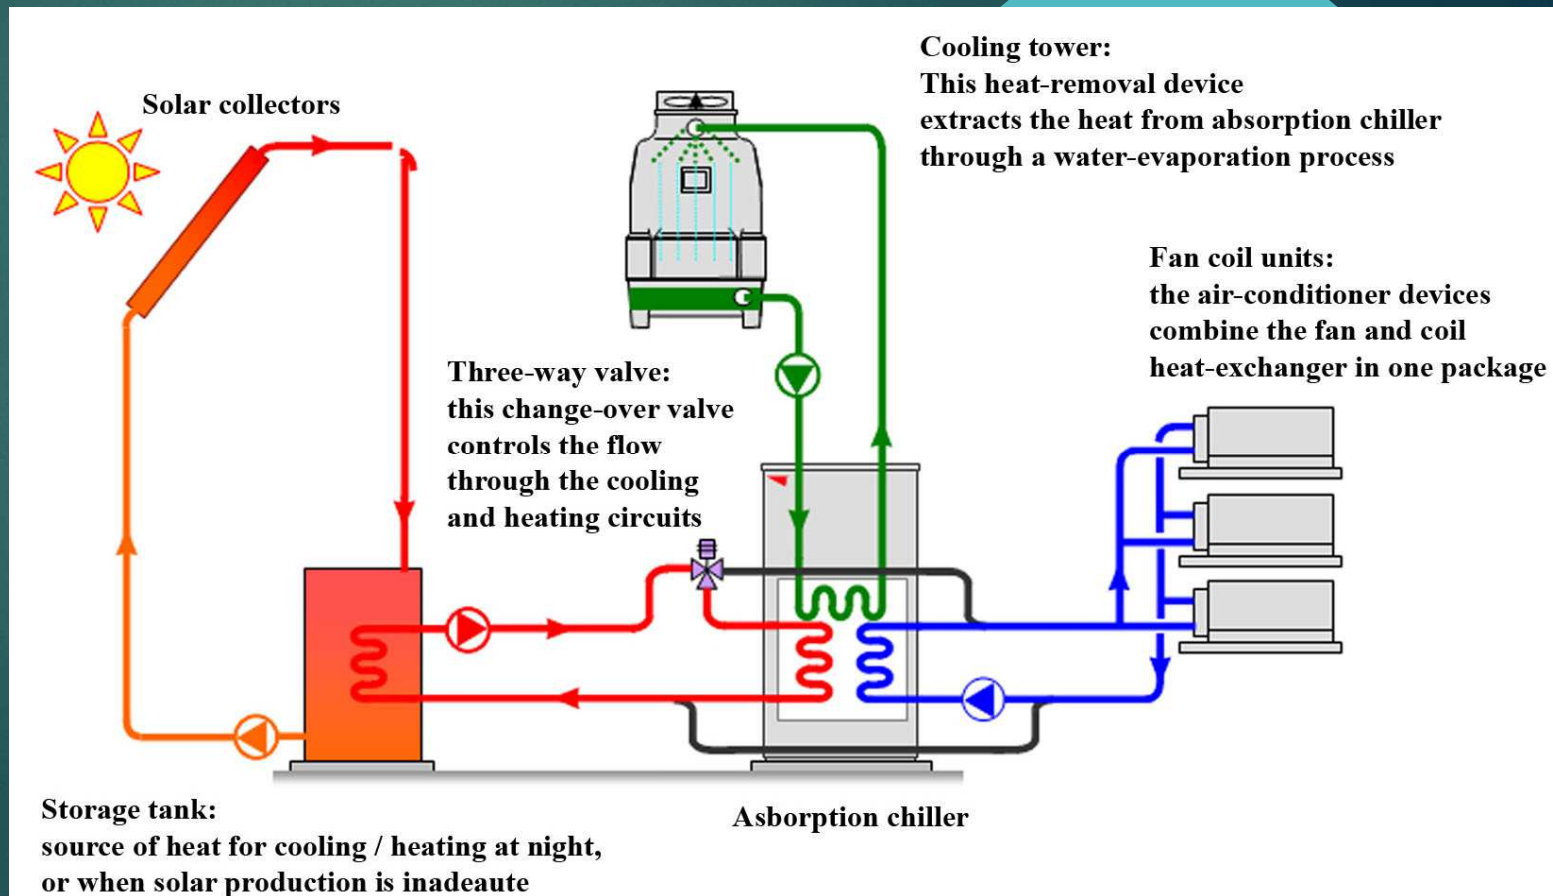 Solar collectors
Cooling tower:
This heat-removal device
extracts the heat from absorption chiller
through a water-evaporation process
Fan coil units:
the air-conditioner devices
combine the fan and coil
heat-exchanger in one package
Three-way valve:
this change-over valve
controls the flow
through the cooling
and heating circuits
Storage tank:
source of heat for cooling / heating at night,
or when solar production is inadeaute
Asborption chiller